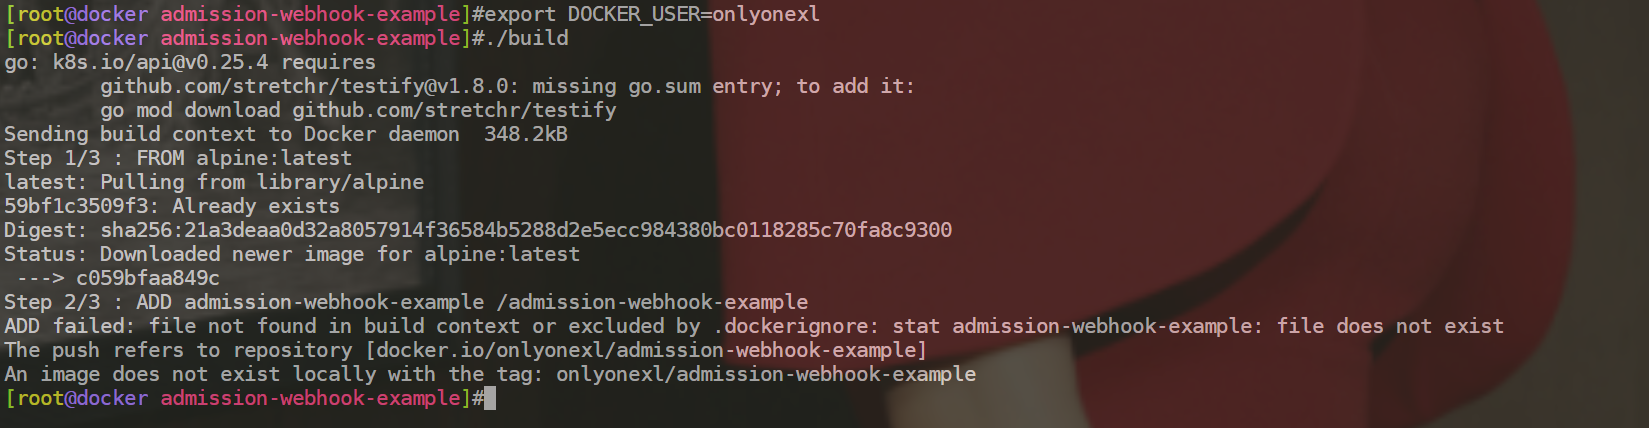 [root@docker admission-webhook-example]#export DOCKER_USER=onlyonexl
[root@docker admission-webhook-example]#./build
go: k8s.io/api@v0.25.4 requires
        github.com/stretchr/testify@v1.8.0: missing go.sum entry; to add it:
        go mod download github.com/stretchr/testify
Sending build context to Docker daemon  348.2kB
Step 1/3 : FROM alpine:latest
latest: Pulling from library/alpine
59bf1c3509f3: Already exists
Digest: sha256:21a3deaa0d32a8057914f36584b5288d2e5ecc984380bc0118285c70fa8c9300
Status: Downloaded newer image for alpine:latest
 ---> c059bfaa849c
Step 2/3 : ADD admission-webhook-example /admission-webhook-example
ADD failed: file not found in build context or excluded by .dockerignore: stat admission-webhook-example: file does not exist
The push refers to repository [docker.io/onlyonexl/admission-webhook-example]
An image does not exist locally with the tag: onlyonexl/admission-webhook-example
[root@docker admission-webhook-example]#